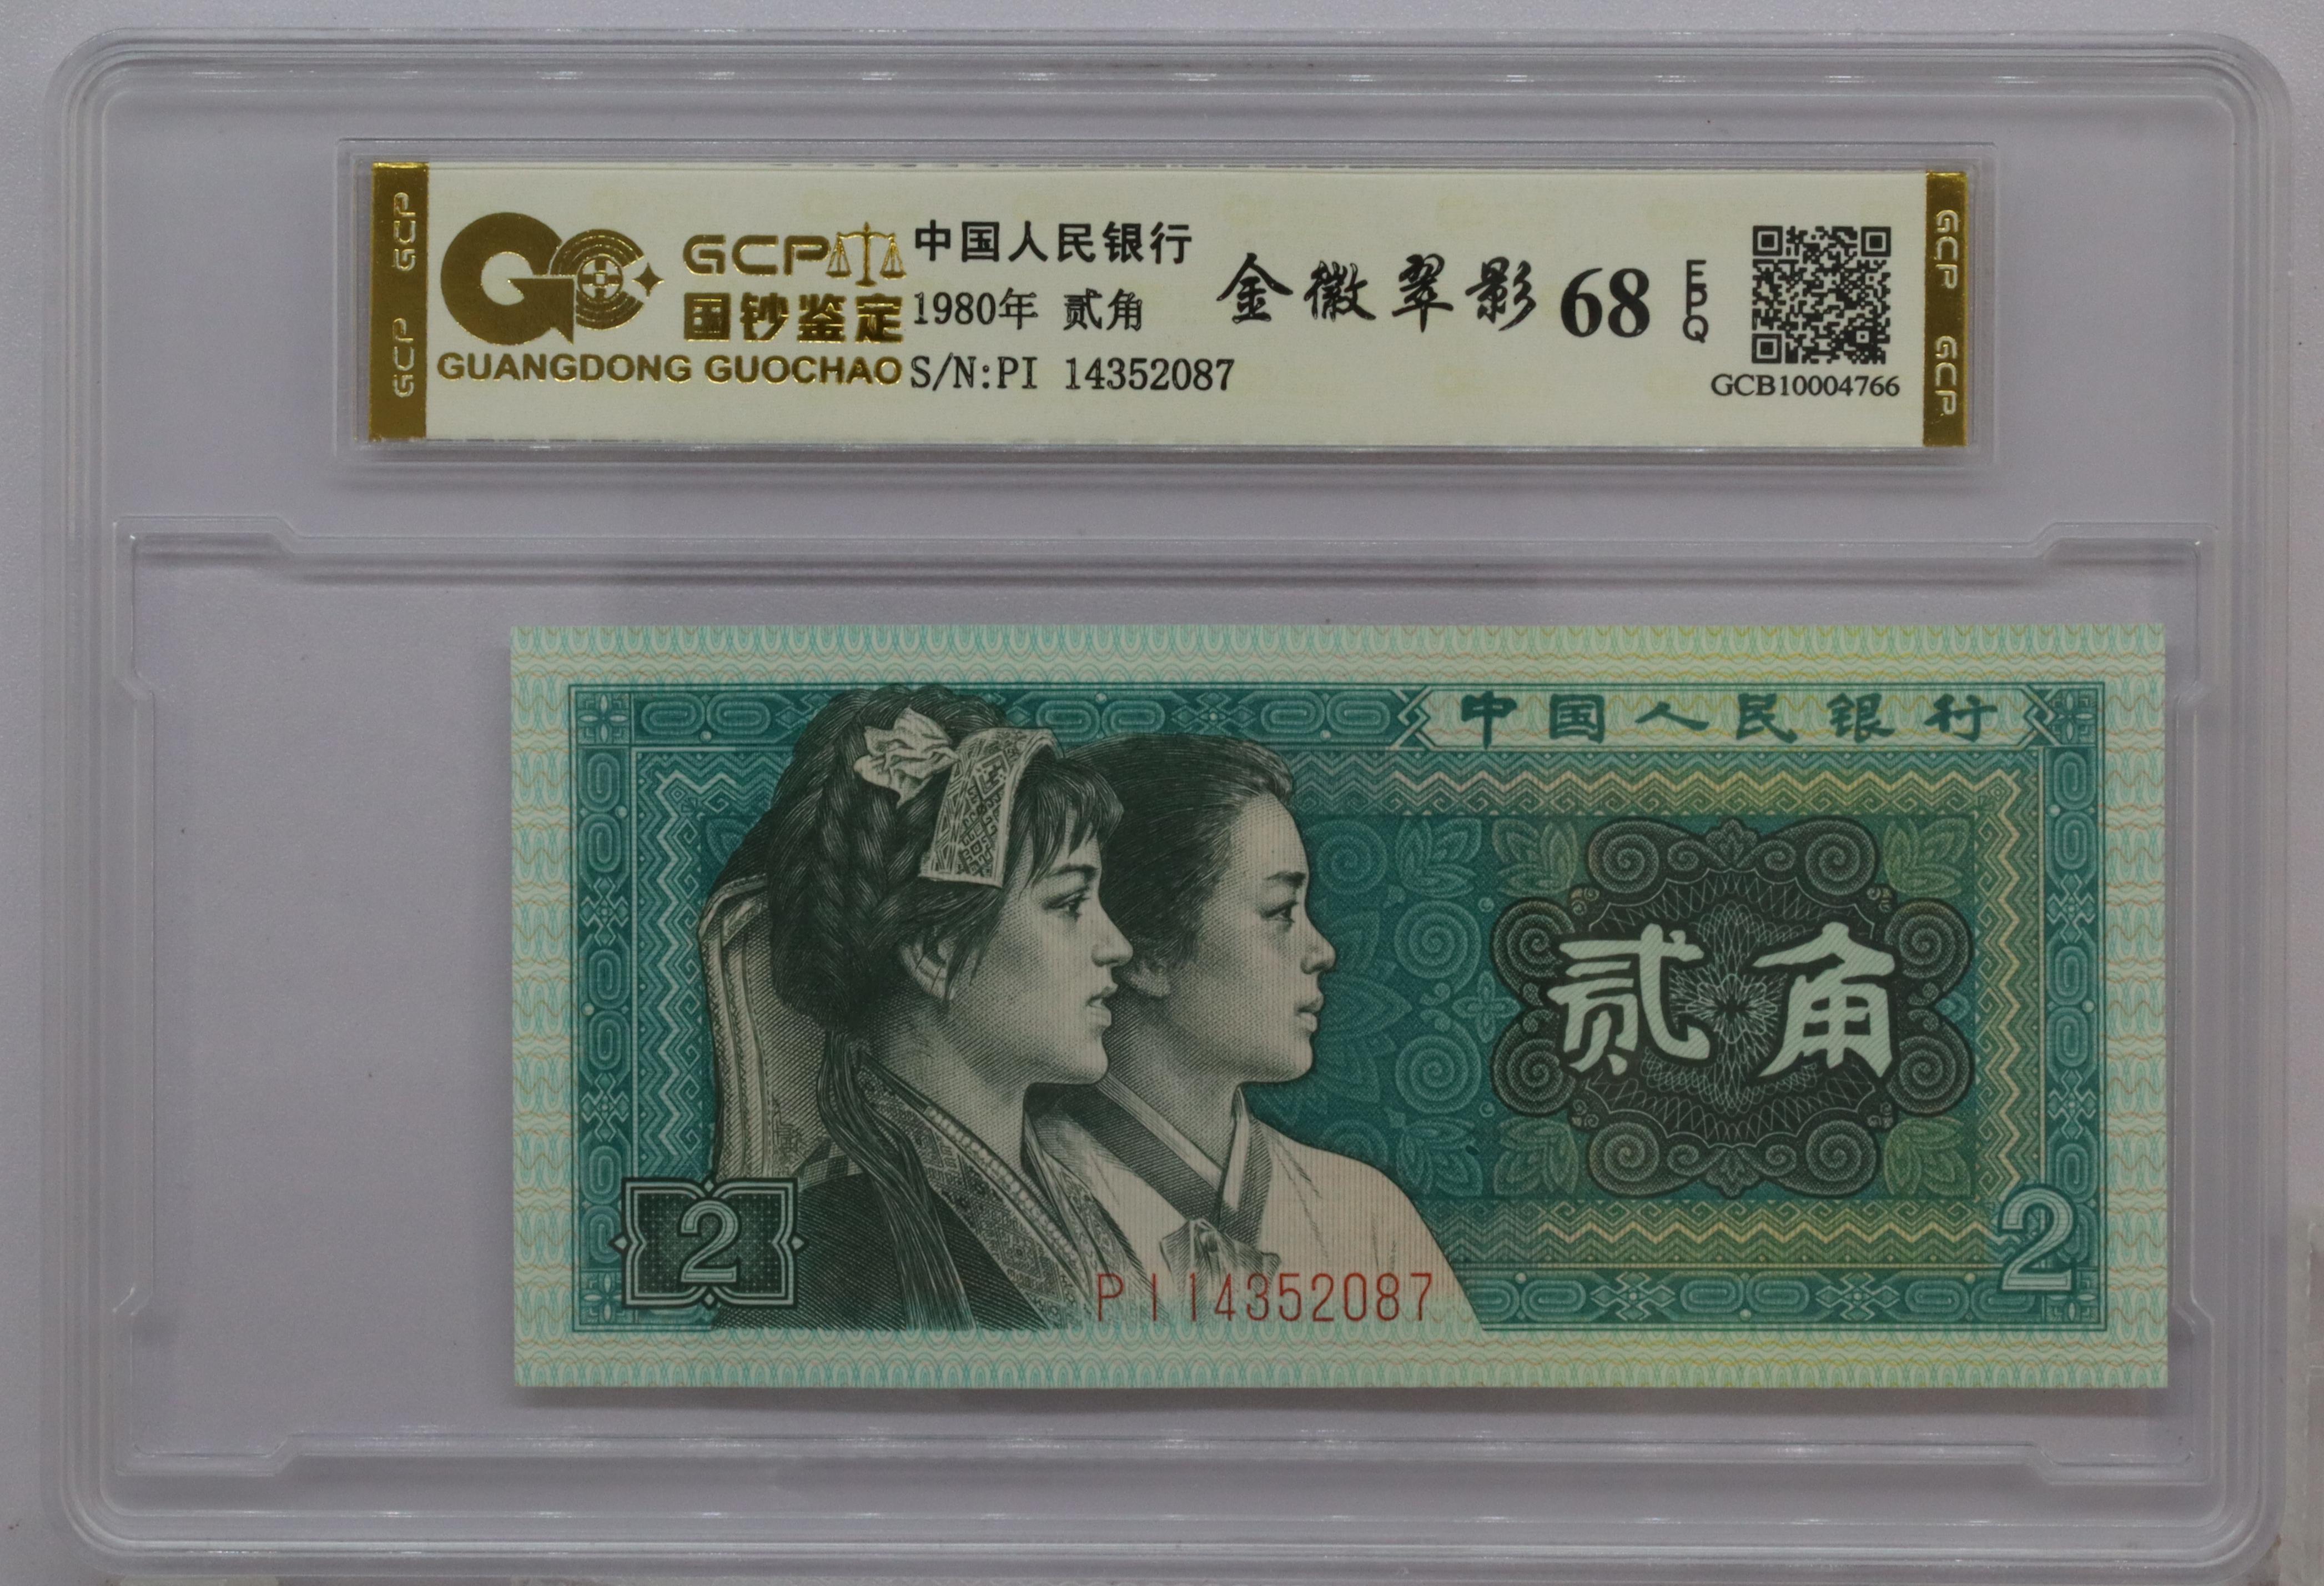 GCP GCP
GCP
国钞鉴定
GUANGDONG GUOCHAO
中国人民银行
1980年 贰角
S/N:PI 14352087
金徽翠影 68 EPQ
GCB10004766
GCP GCP
中国人民银行
贰角
2
2
PI 14352087